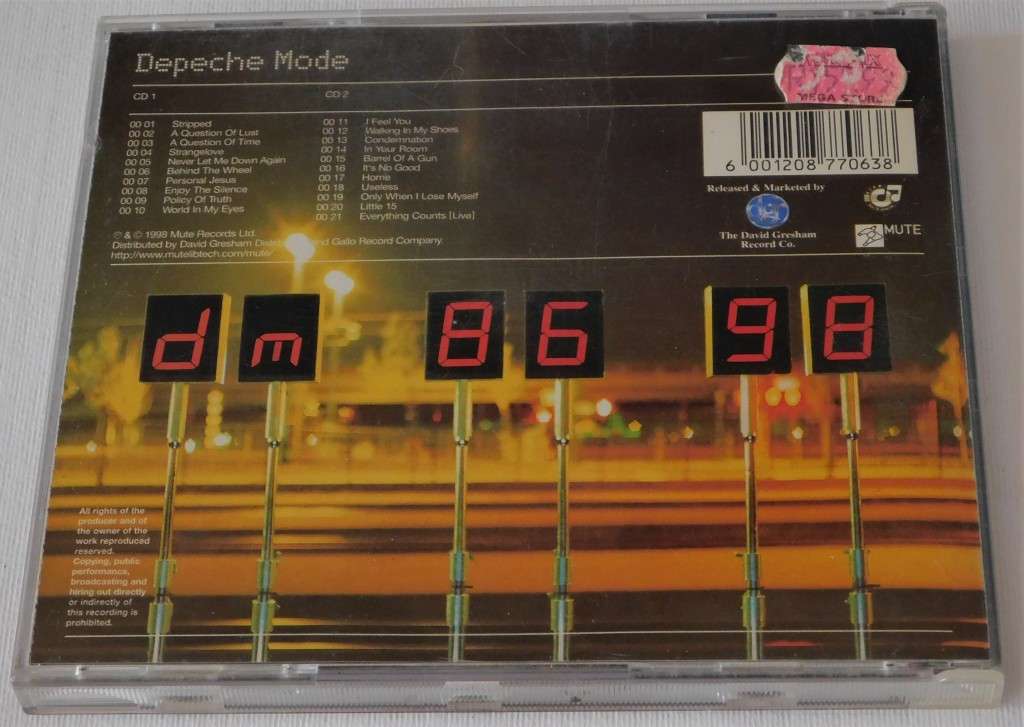 Depeche Mode
CD 1
00 01 Stripped
00 02 A Question Of Lust
00 03 A Question Of Time
00 04 Strangelove
00 05 Never Let Me Down Again
00 06 Behind The Wheel
00 07 Personal Jesus
00 08 Enjoy The Silence
00 09 Policy Of Truth
00 10 World In My Eyes
CD 2
00 11 I Feel You
00 12 Walking In My Shoes
00 13 Condemnation
00 14 In Your Room
00 15 Barrel Of A Gun
00 16 It's No Good
00 17 Home
00 18 Useless
00 19 Only When I Lose Myself
00 20 Little 15
00 21 Everything Counts [Live]
℗ & © 1998 Mute Records Ltd.
Distributed by David Gresham and Gallo Record Company.
http://www.mutelibtech.com/mute/
MEGA
6 001208 770638
Released & Marketed by
The David Gresham
Record Co.
MUTE
dm 86 98
All rights of the
producer and of
the owner of the
work reproduced
reserved.
Copying, public
performance,
broadcasting and
hiring out directly
or indirectly of
this recording is
prohibited.